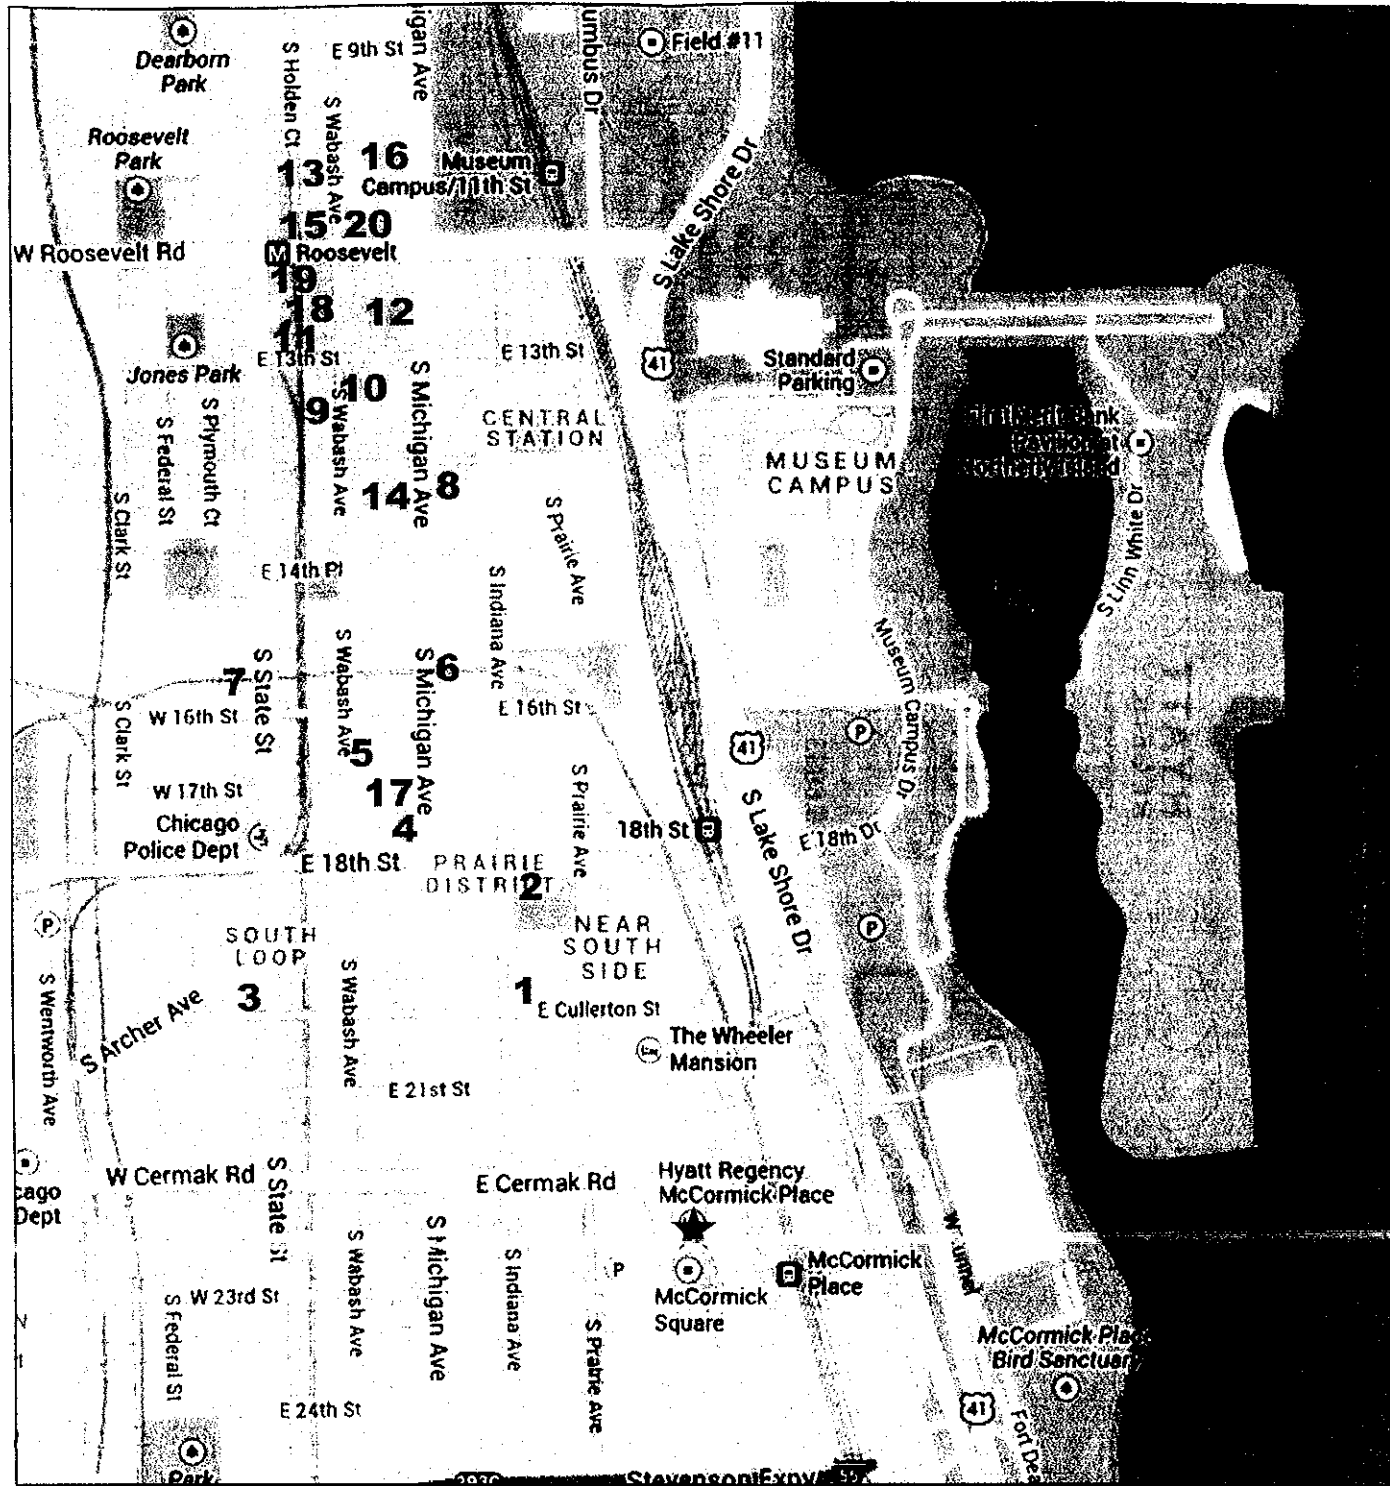 Dearborn
Park
S Holden Ct
E 9th St
igan Ave
umbus Dr
Field #11
Roosevelt
Park
S Wabash Ave
13
16
Museum
Campus/11th St
S Lake Shore Dr
15
20
W Roosevelt Rd
M
Roosevelt
19
18
12
11
E 13th St
E 13th St
41
Standard
Parking
Jones Park
10
9
S Wabash Ave
S Michigan Ave
CENTRAL
STATION
S Federal St
S Plymouth Ct
MUSEUM
CAMPUS
S Clark St
14
8
S Prairie Ave
S Linn White Dr
E 14th Pl
S Indiana Ave
S Wabash Ave
S Michigan Ave
6
7
S State St
Museum Campus Dr
W 16th St
E 16th St
S Clark St
5
41
W 17th St
17
S Prairie Ave
Chicago
Police Dept
4
18th St
S Lake Shore Dr
E 18th Dr
E 18th St
PRAIRIE
DISTRICT
2
P
P
P
SOUTH
LOOP
NEAR
SOUTH
SIDE
S Wentworth Ave
3
S Archer Ave
S Wabash Ave
1
E Cullerton St
The Wheeler
Mansion
E 21st St
W Cermak Rd
S State St
E Cermak Rd
Hyatt Regency
McCormick Place
cago
Dept
S Wabash Ave
S Michigan Ave
S Indiana Ave
P
McCormick
Place
McCormick
Square
W 23rd St
S Federal St
S Prairie Ave
McCormick Plac
Bird Sanctuary
E 24th St
41
Fort Dea
Park
Stevenson Expy